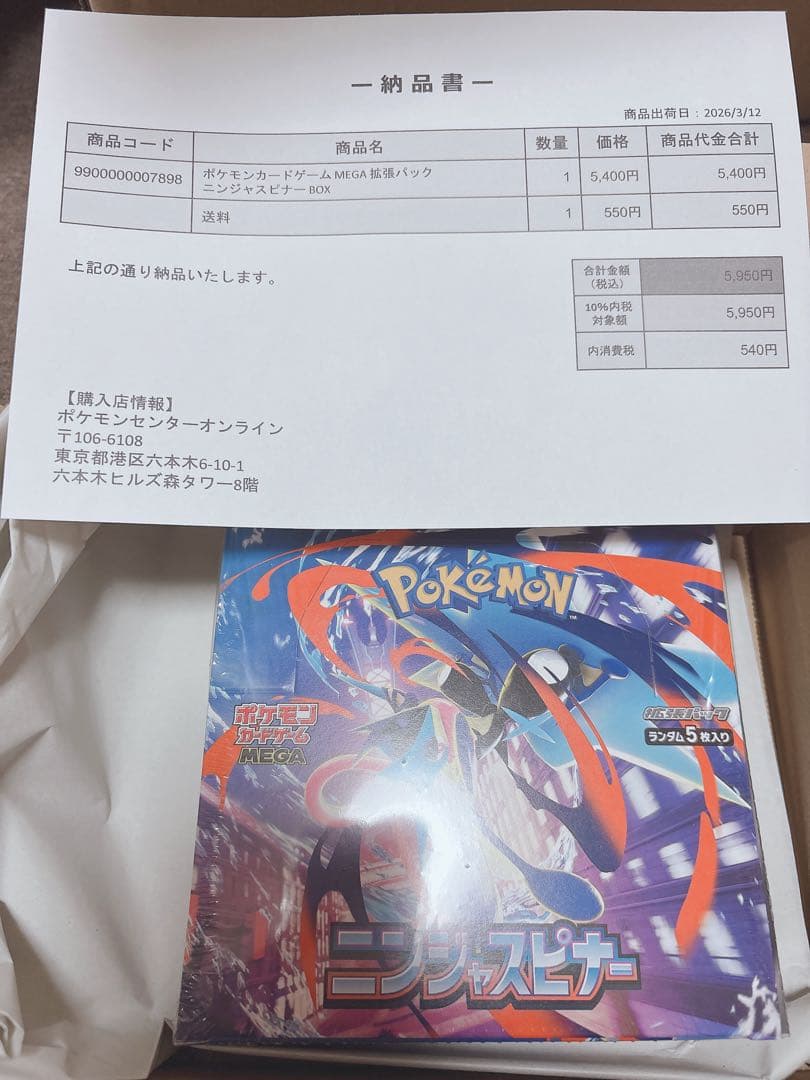 ー納品書ー
商品出荷日:2026/3/12
商品コード 商品名 数量 価格 商品代金合計
9900000007898 ポケモンカードゲーム MEGA 拡張パック 1 5,400円 5,400円
ニンジャスピナー BOX
送料 1 550円 550円
上記の通り納品いたします。
合計金額 5,950円
(税込)
10%内税 5,950円
対象額
内消費税 540円
【購入店情報】
ポケモンセンターオンライン
〒106-6108
東京都港区六本木6-10-1
六本木ヒルズ森タワー8階
POKéMON
TM
ポケモン
カードゲーム
MEGA
拡張パック
ランダム5枚入り
ニンジャスピナー